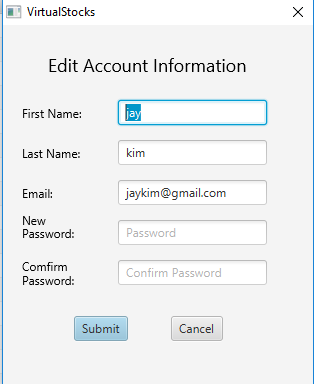 VirtualStocks
Edit Account Information
First Name: jay
Last Name: kim
Email: jaykim@gmail.com
New
Password: Password
Comfirm
Password: Confirm Password
Submit Cancel